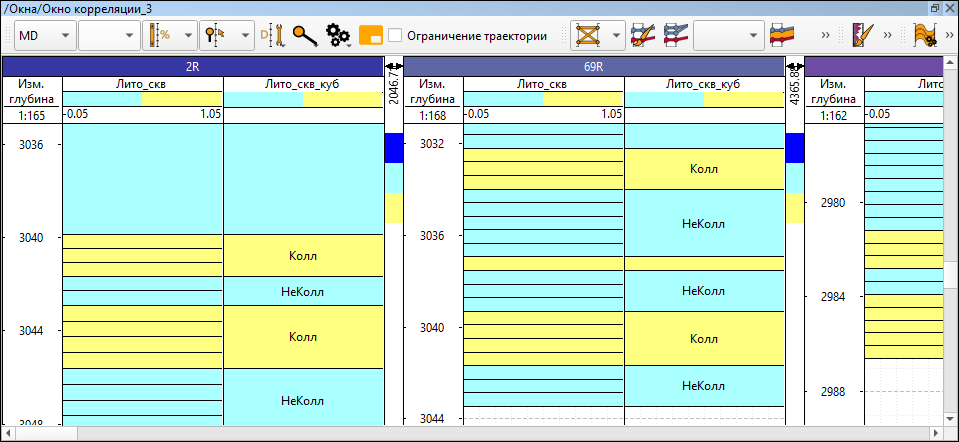 /Окна/Окно корреляции_3
MD
%
Ограничение траектории
2R
69R
Изм. глубина
Лито_скв
Лито_скв_куб
2046.7
Изм. глубина
Лито_скв
Лито_скв_куб
4365.88
Изм. глубина
1:165
-0.05 1.05
1:168
-0.05 1.05
1:162
-0.05
3036
3040
3044
3048
Колл
НеКолл
Колл
НеКолл
3032
3036
3040
3044
Колл
НеКолл
НеКолл
Колл
НеКолл
2980
2984
2988